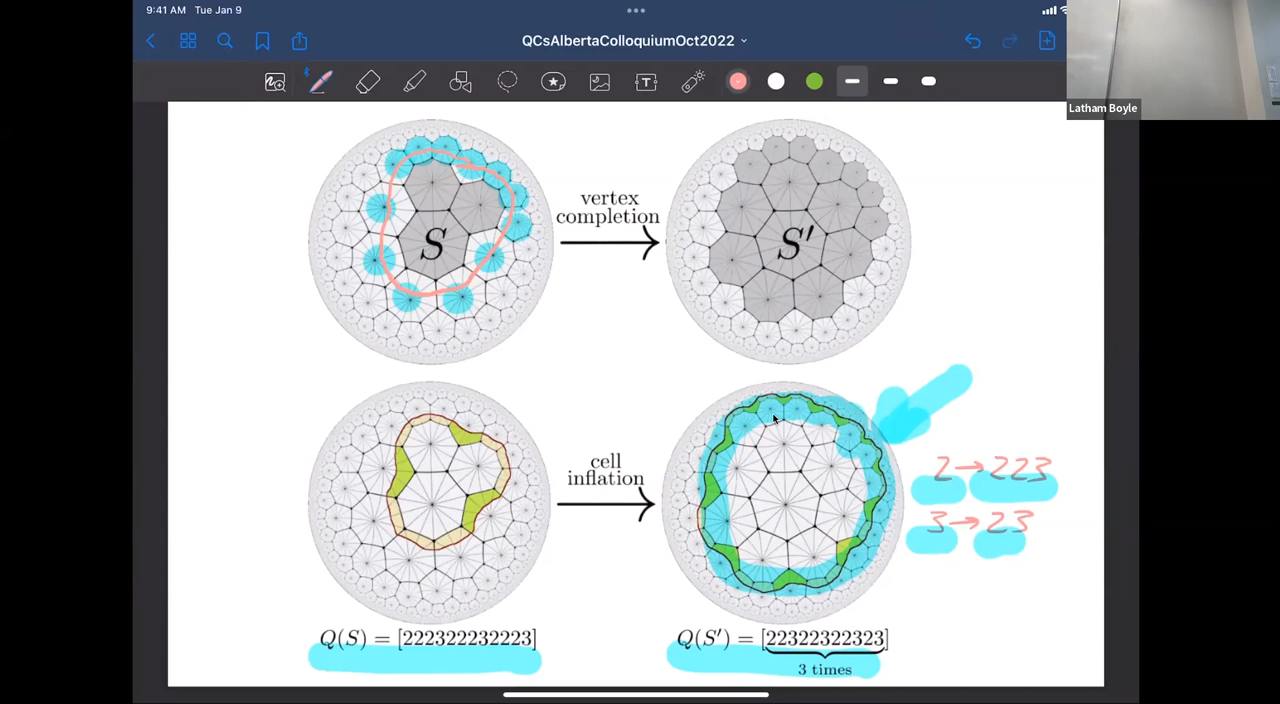 9:41 AM Tue Jan 9
QCsAlbertaColloquiumOct2022
Latham Boyle
S
vertex
completion
S′
cell
inflation
2→223
3→23
Q(S) = [222322232223]
Q(S′) = [22322322323]
3 times